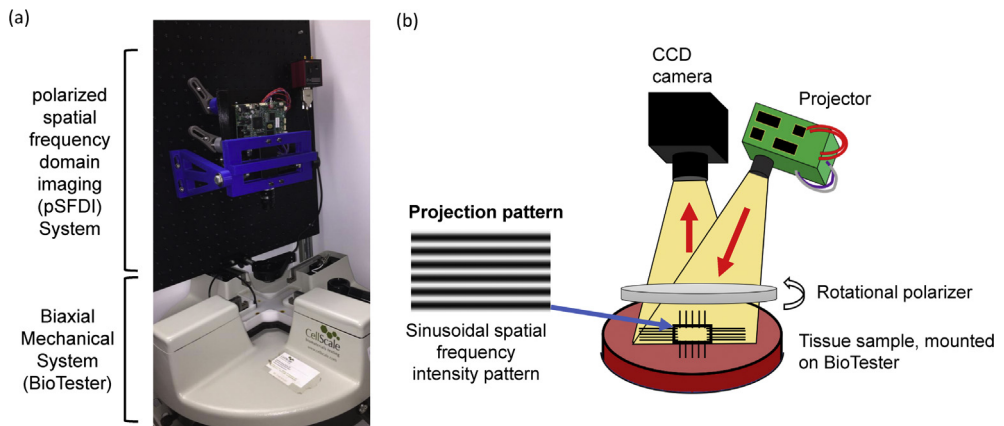 (a)
polarized
spatial
frequency
domain
imaging
(pSFDI)
System
Biaxial
Mechanical
System
(BioTester)
CellScale
(b)
CCD
camera
Projector
Projection pattern
Sinusoidal spatial
frequency
intensity pattern
Rotational polarizer
Tissue sample, mounted
on BioTester